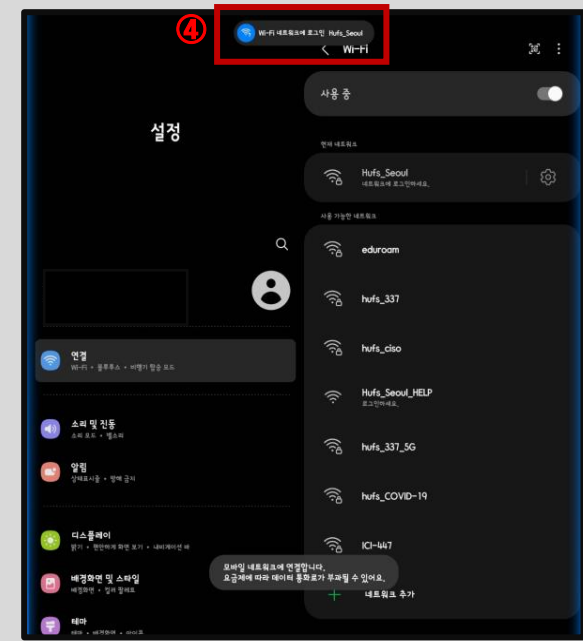 ④
Wi-Fi 네트워크에 로그인 Hufs_Seoul
Wi-Fi
사용 중
설정
현재 네트워크
Hufs_Seoul
네트워크에 로그인하세요.
사용 가능한 네트워크
eduroam
hufs_337
hufs_ciso
연결
Wi-Fi • 블루투스 • 비행기 탑승 모드
Hufs_Seoul_HELP
로그인하세요.
소리 및 진동
소리 모드 • 벨소리
hufs_337_5G
알림
상태표시줄 • 방해 금지
hufs_COVID-19
디스플레이
밝기 • 편안하게 화면 보기 • 내비게이션 바
ICI-447
모바일 네트워크에 연결합니다.
요금제에 따라 데이터 통화료가 부과될 수 있어요.
배경화면 및 스타일
배경화면 • 컬러 팔레트
네트워크 추가
테마
테마 • 배경화면 • 아이콘